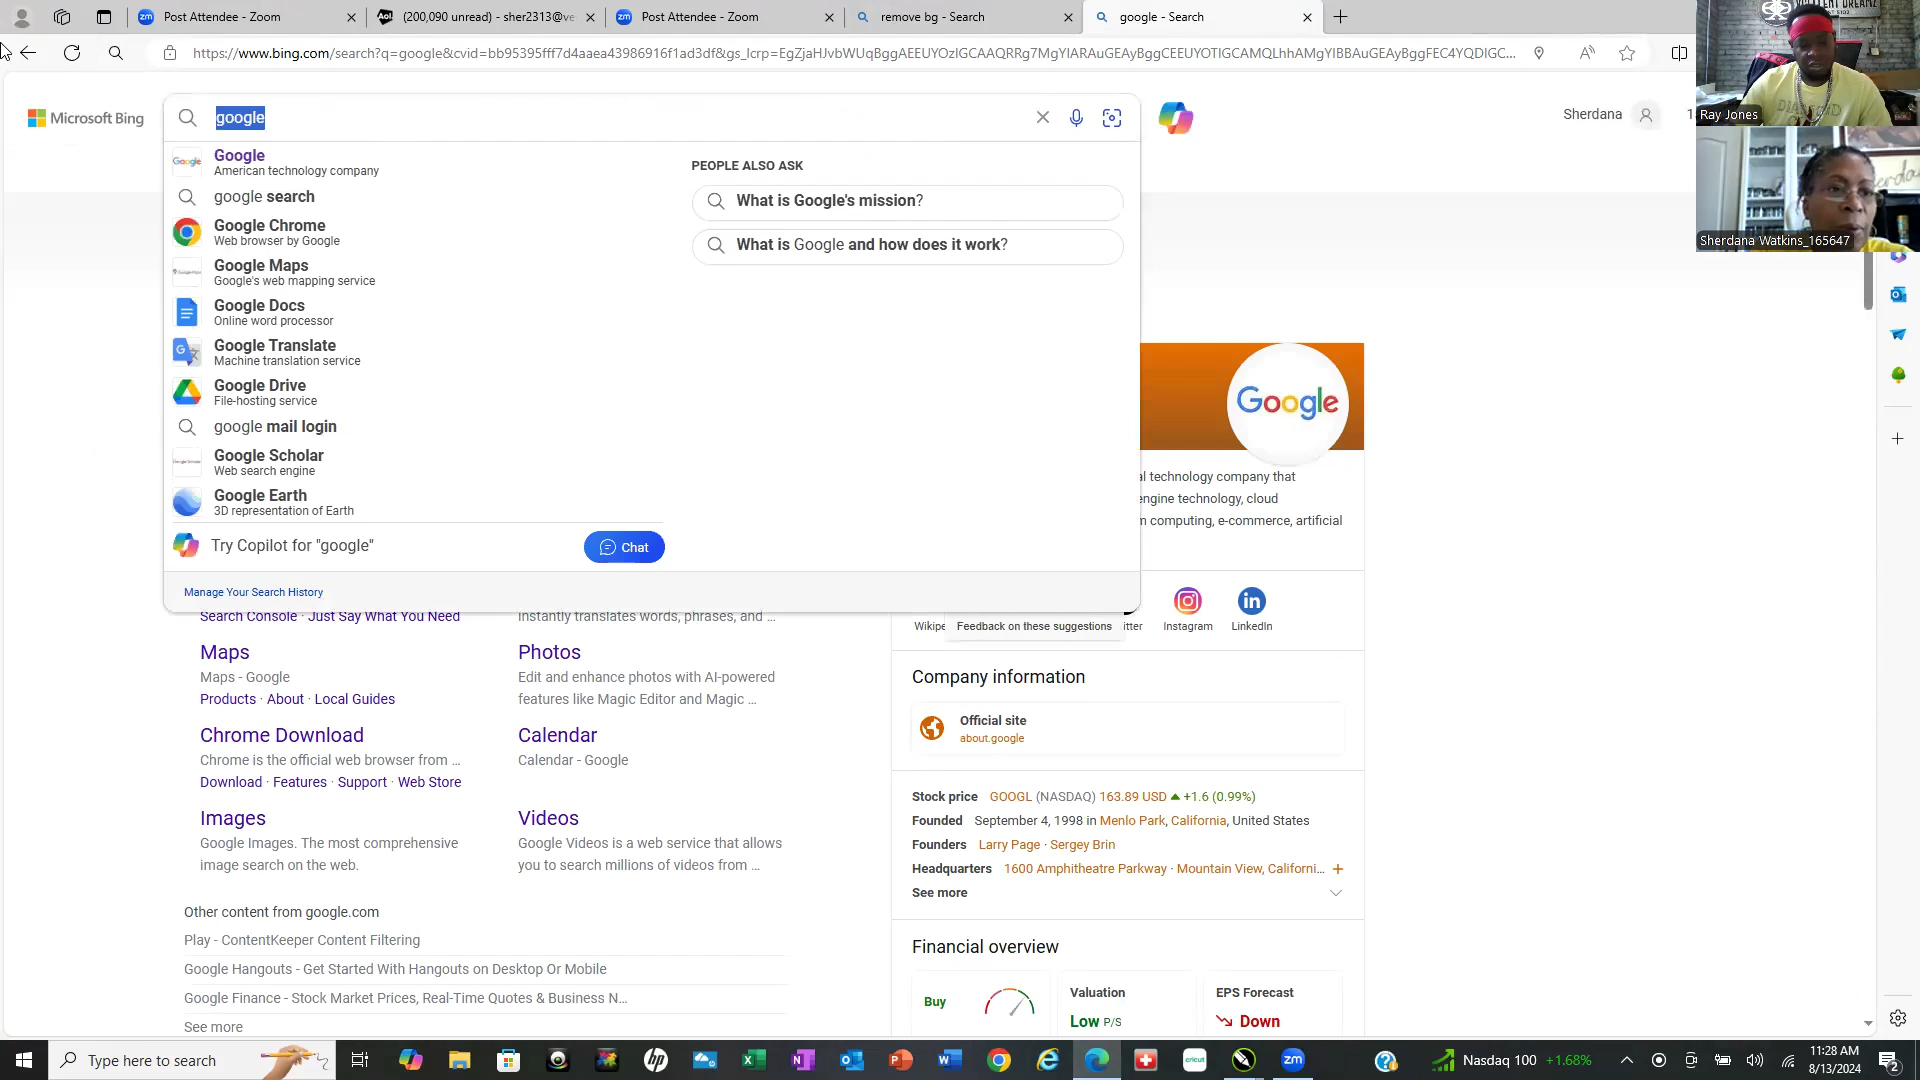 Post Attendee - Zoom
(200,090 unread) - sher2313@ve
Post Attendee - Zoom
remove bg - Search
google - Search
https://www.bing.com/search?q=google&cvid=bb95395fff7d4aaea43986916f1ad3df&gs_lcrp=EgZjaHJvbWUqBggAEEUYOzIGCAAQRRg7MgYIARAuGEAyBggCEEUYOTIGCAMQLhhAMgYIBBAuGEAyBggFEC4YQDIGC...
Microsoft Bing
google
Sherdana
Ray Jones
Sherdana Watkins_165647
Google
American technology company
google search
Google Chrome
Web browser by Google
Google Maps
Google's web mapping service
Google Docs
Online word processor
Google Translate
Machine translation service
Google Drive
File-hosting service
google mail login
Google Scholar
Web search engine
Google Earth
3D representation of Earth
Try Copilot for "google"
Chat
Manage Your Search History
PEOPLE ALSO ASK
What is Google's mission?
What is Google and how does it work?
Feedback on these suggestions
Google
al technology company that
engine technology, cloud
m computing, e-commerce, artificial
Wikipe
itter
Instagram
LinkedIn
Search Console · Just Say What You Need
Instantly translates words, phrases, and ...
Maps
Maps - Google
Products · About · Local Guides
Photos
Edit and enhance photos with AI-powered
features like Magic Editor and Magic ...
Chrome Download
Chrome is the official web browser from ...
Download · Features · Support · Web Store
Calendar
Calendar - Google
Images
Google Images. The most comprehensive
image search on the web.
Videos
Google Videos is a web service that allows
you to search millions of videos from ...
Other content from google.com
Play - ContentKeeper Content Filtering
Google Hangouts - Get Started With Hangouts on Desktop Or Mobile
Google Finance - Stock Market Prices, Real-Time Quotes & Business N...
See more
Company information
Official site
about.google
Stock price GOOGL (NASDAQ) 163.89 USD ▲ +1.6 (0.99%)
Founded September 4, 1998 in Menlo Park, California, United States
Founders Larry Page · Sergey Brin
Headquarters 1600 Amphitheatre Parkway · Mountain View, Californi...
See more
Financial overview
Buy
Valuation
Low P/S
EPS Forecast
Down
Type here to search
Nasdaq 100 +1.68%
11:28 AM
8/13/2024
2